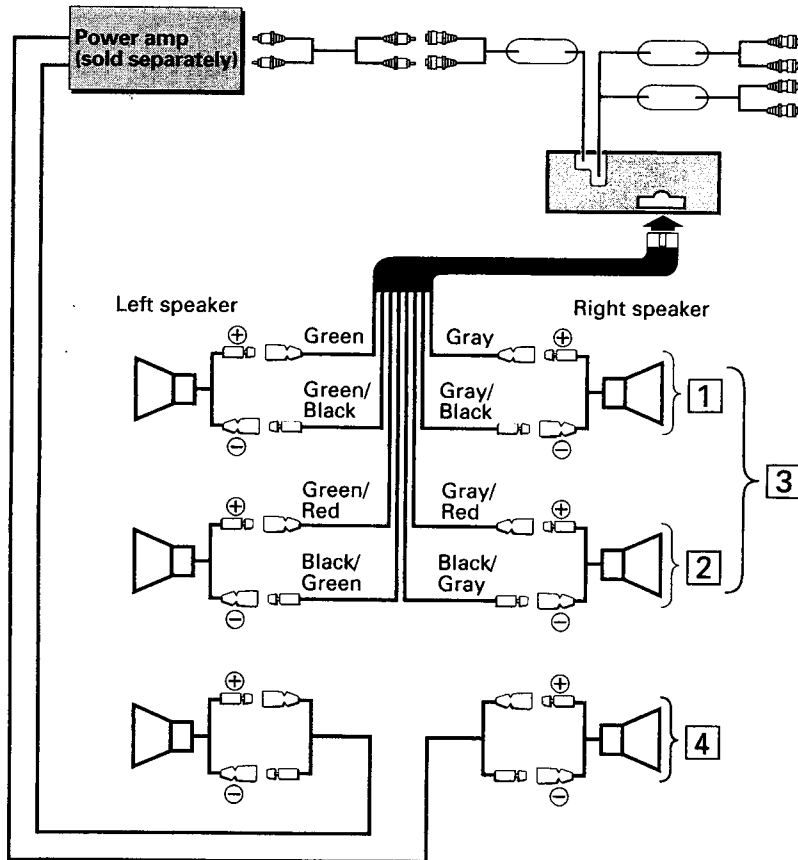 Power amp
(sold separately)
Left speaker
Right speaker
⊕
Green
Gray
⊕
1
Green/
Black
Gray/
Black
⊖
⊖
3
⊕
Green/
Red
Gray/
Red
⊕
2
Black/
Green
Black/
Gray
⊖
⊖
⊕
⊕
4
⊖
⊖